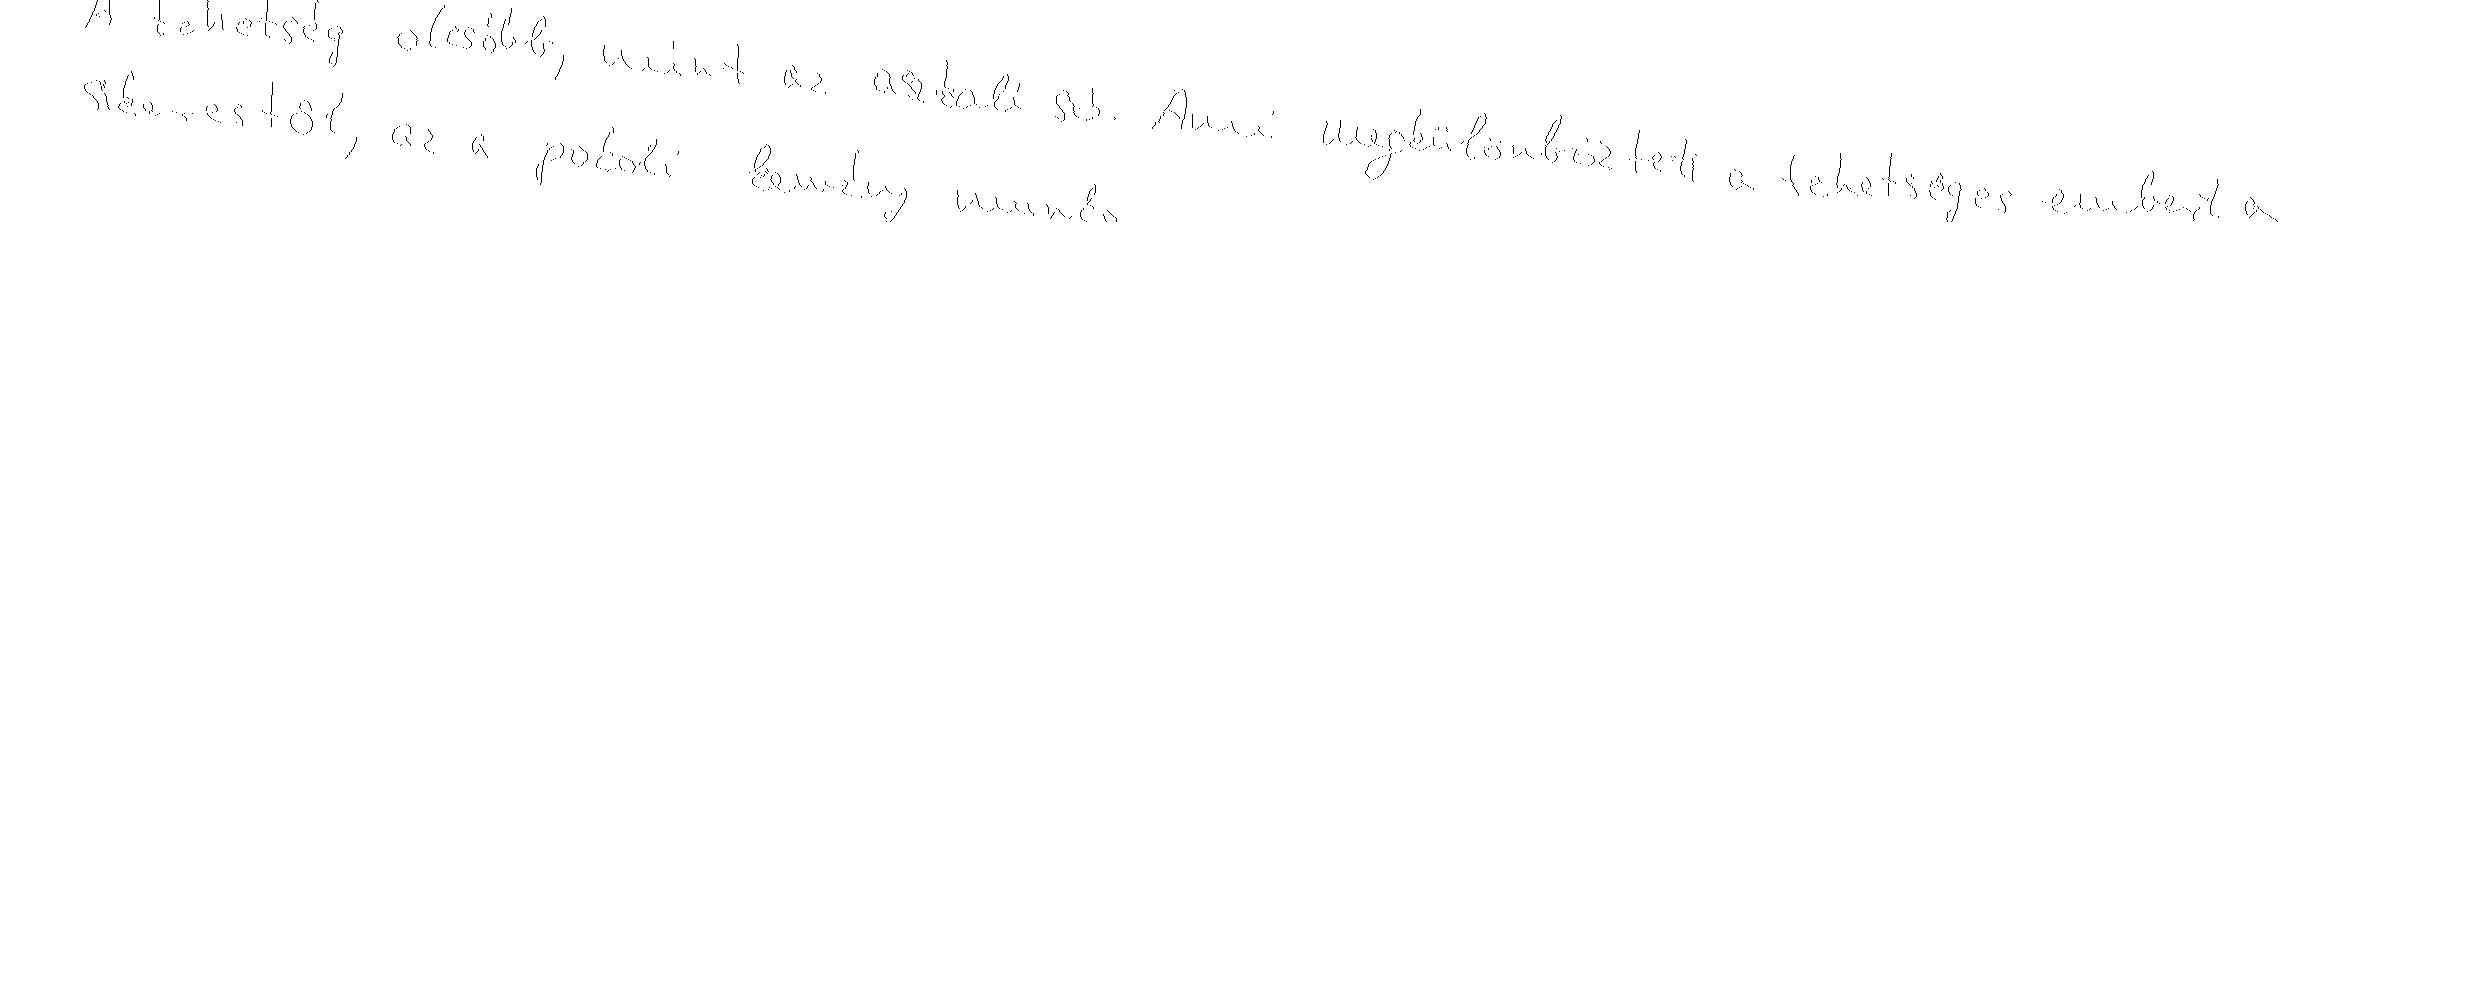 A tehetség olcsóbb, mint az asztali só. Ami megkülönbözteti a tehetséges embert a
sikerestől, az a pokoli kemény munka